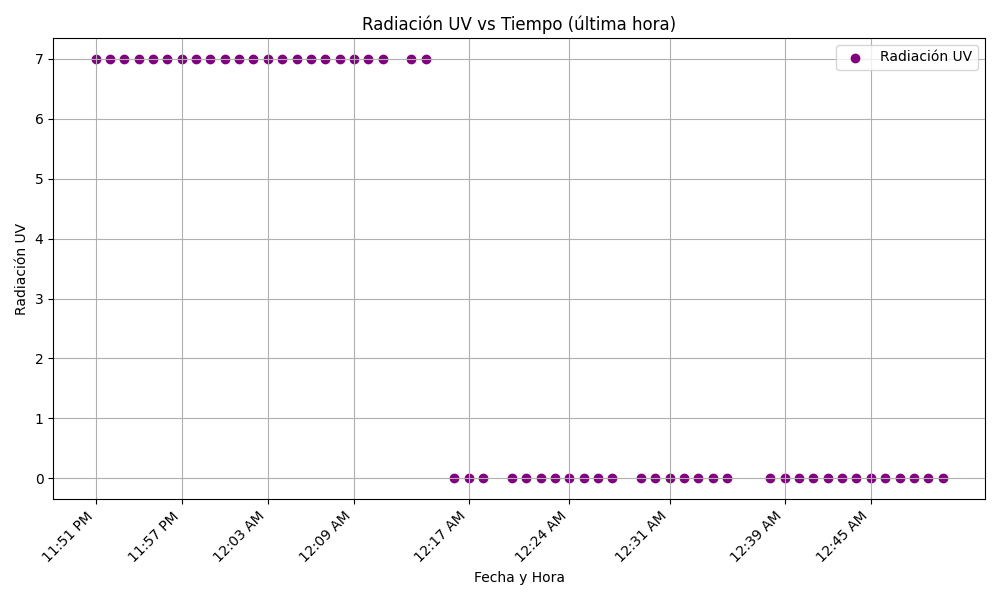 Radiación UV vs Tiempo (última hora)
Radiación UV
7
6
5
4
3
2
1
0
Radiación UV
11:51 PM
11:57 PM
12:03 AM
12:09 AM
12:17 AM
12:24 AM
12:31 AM
12:39 AM
12:45 AM
Fecha y Hora